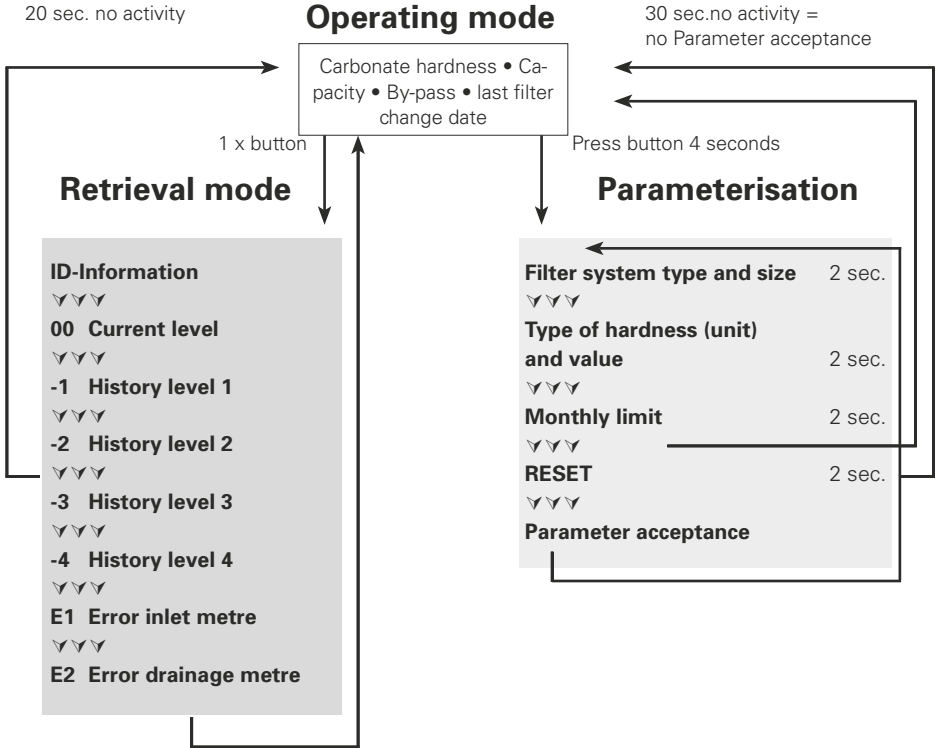 20 sec. no activity
Operating mode
30 sec.no activity =
no Parameter acceptance
Carbonate hardness • Ca-
pacity • By-pass • last filter
change date
1 x button
Press button 4 seconds
Retrieval mode
ID-Information
00 Current level
-1 History level 1
-2 History level 2
-3 History level 3
-4 History level 4
E1 Error inlet metre
E2 Error drainage metre
Parameterisation
Filter system type and size 2 sec.
Type of hardness (unit)
and value 2 sec.
Monthly limit 2 sec.
RESET 2 sec.
Parameter acceptance